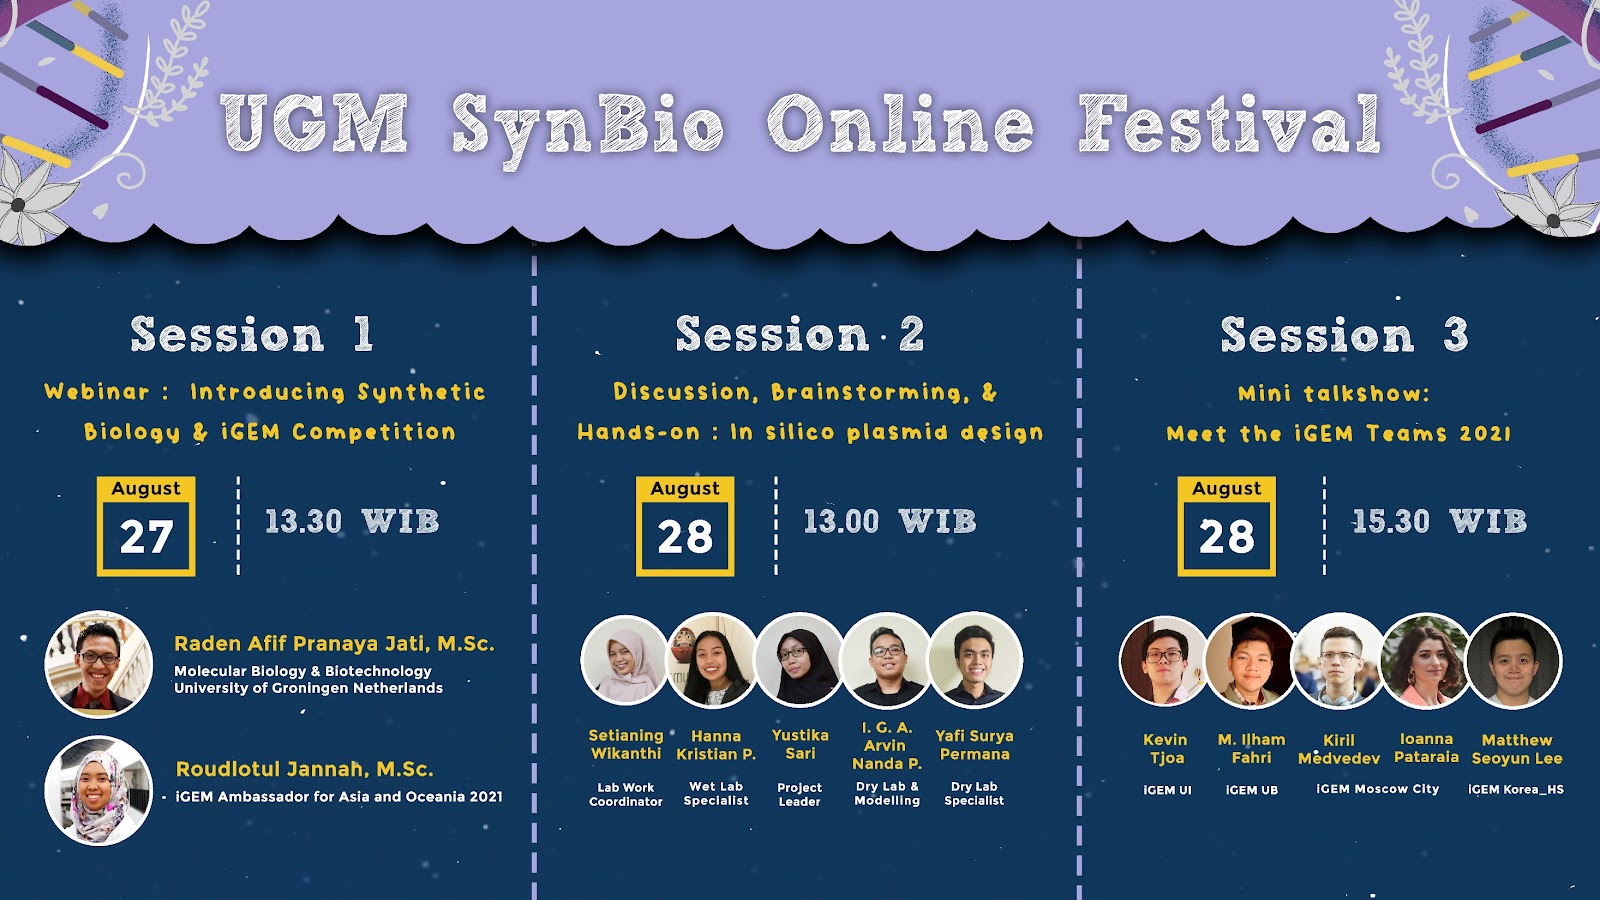 UGM SynBio Online Festival
Session 1
Webinar : Introducing Synthetic
Biology & iGEM Competition
August
27
13.30 WIB
Raden Afif Pranaya Jati, M.Sc.
Molecular Biology & Biotechnology
University of Groningen Netherlands
Roudlotul Jannah, M.Sc.
iGEM Ambassador for Asia and Oceania 2021
Session 2
Discussion, Brainstorming, &
Hands-on : In silico plasmid design
August
28
13.00 WIB
Setianing
Wikanthi
Lab Work
Coordinator
Hanna
Kristian P.
Wet Lab
Specialist
Yustika
Sari
Project
Leader
I. G. A.
Arvin
Nanda P.
Dry Lab &
Modelling
Yafi Surya
Permana
Dry Lab
Specialist
Session 3
Mini talkshow:
Meet the iGEM Teams 2021
August
28
15.30 WIB
Kevin
Tjoa
iGEM UI
M. Ilham
Fahri
iGEM UB
Kiril
Medvedev
Ioanna
Pataraia
iGEM Moscow City
Matthew
Seoyun Lee
iGEM Korea_HS